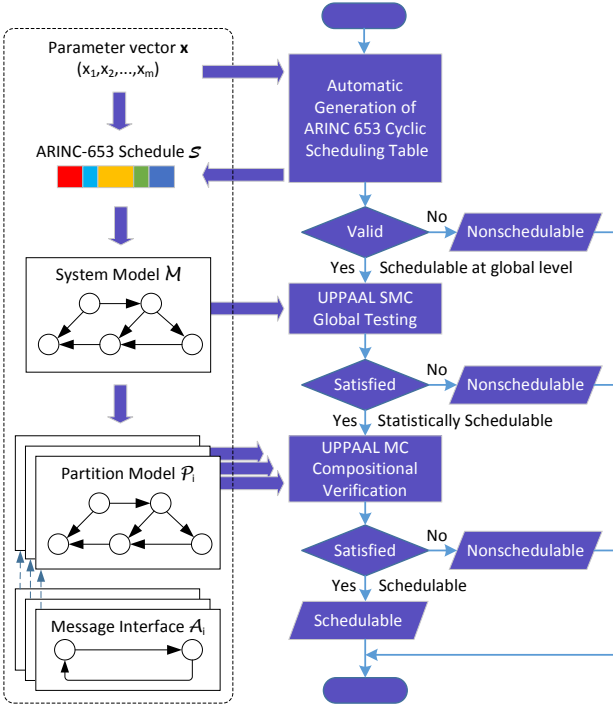 Parameter vector x
(x₁,x₂,...,xₘ)
Automatic
Generation of
ARINC 653 Cyclic
Scheduling Table
ARINC-653 Schedule 𝓢
Valid
No
Nonschedulable
Yes
Schedulable at global level
System Model 𝓜
UPPAAL SMC
Global Testing
Satisfied
No
Nonschedulable
Yes
Statistically Schedulable
UPPAAL MC
Compositional
Verification
Partition Model 𝒫ᵢ
Satisfied
No
Nonschedulable
Yes
Schedulable
Schedulable
Message Interface 𝒜ᵢ